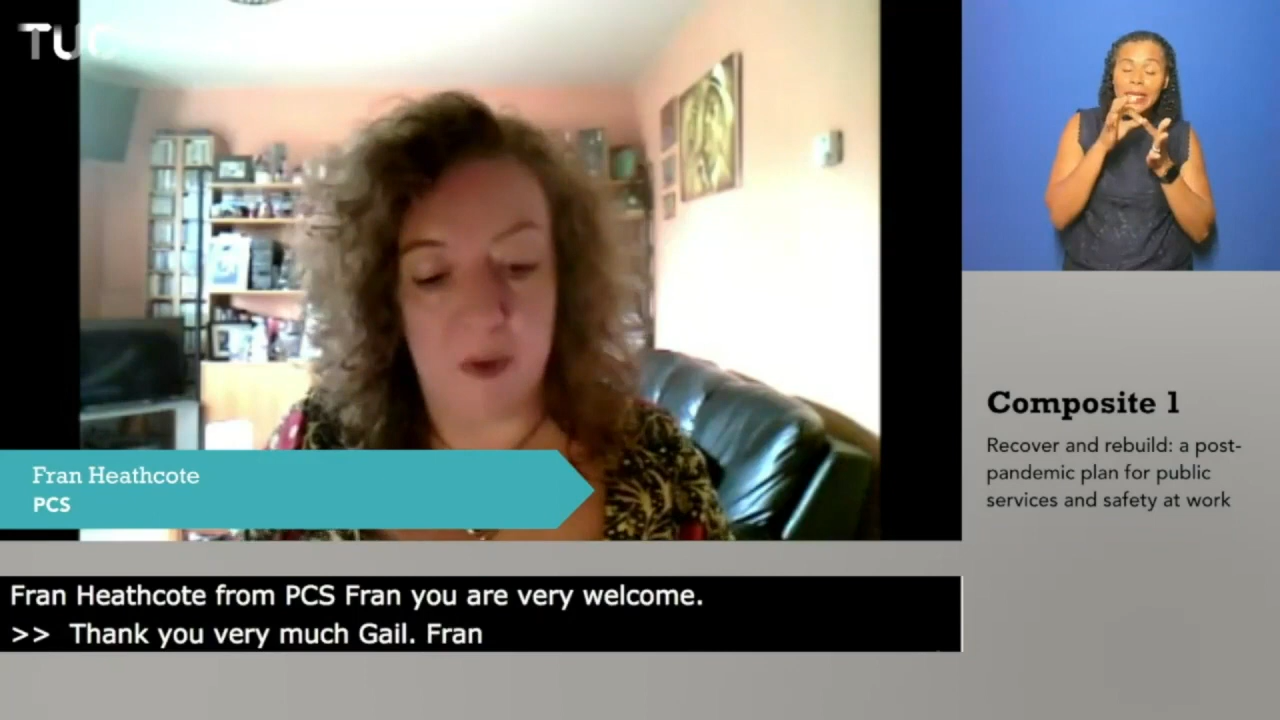 TUC
Fran Heathcote
PCS
Composite 1
Recover and rebuild: a post-
pandemic plan for public
services and safety at work
Fran Heathcote from PCS Fran you are very welcome.
>> Thank you very much Gail. Fran